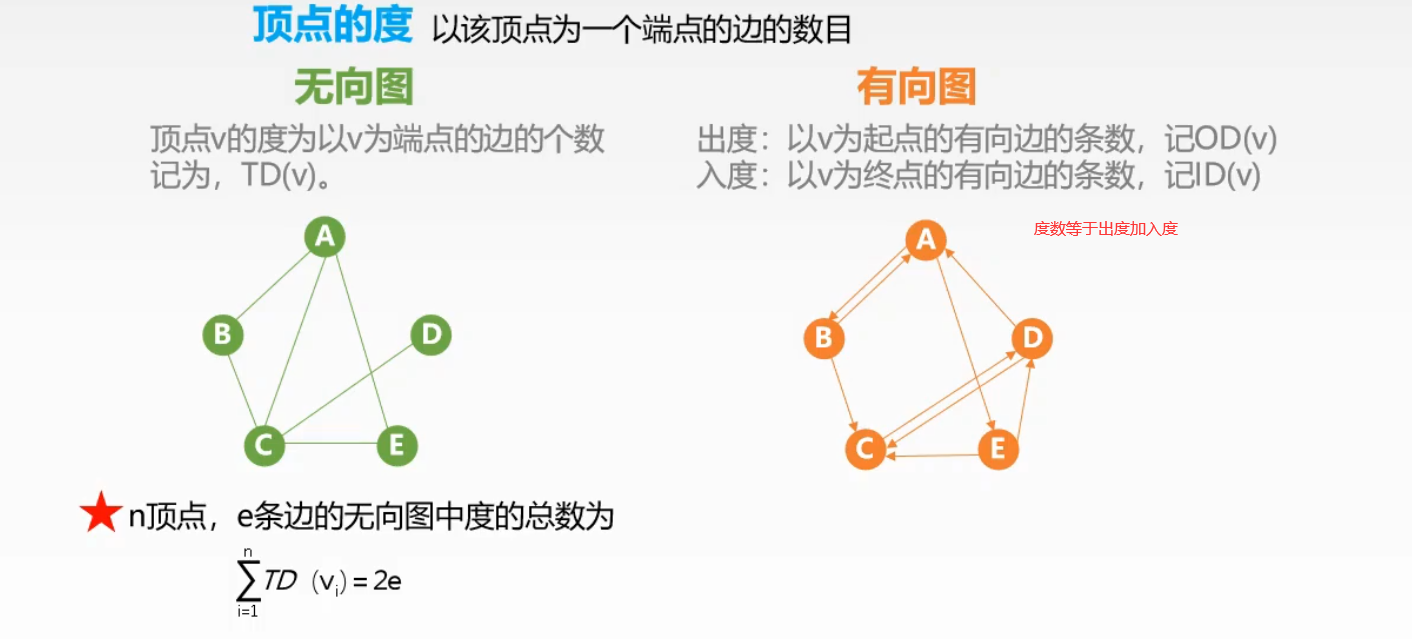 顶点的度 以该顶点为一个端点的边的数目
无向图
顶点v的度为以v为端点的边的个数
记为，TD(v)。
A
B
D
C
E
★n顶点，e条边的无向图中度的总数为
n
∑TD (vi) = 2e
i=1
有向图
出度：以v为起点的有向边的条数，记OD(v)
入度：以v为终点的有向边的条数，记ID(v)
度数等于出度加入度
A
B
D
C
E